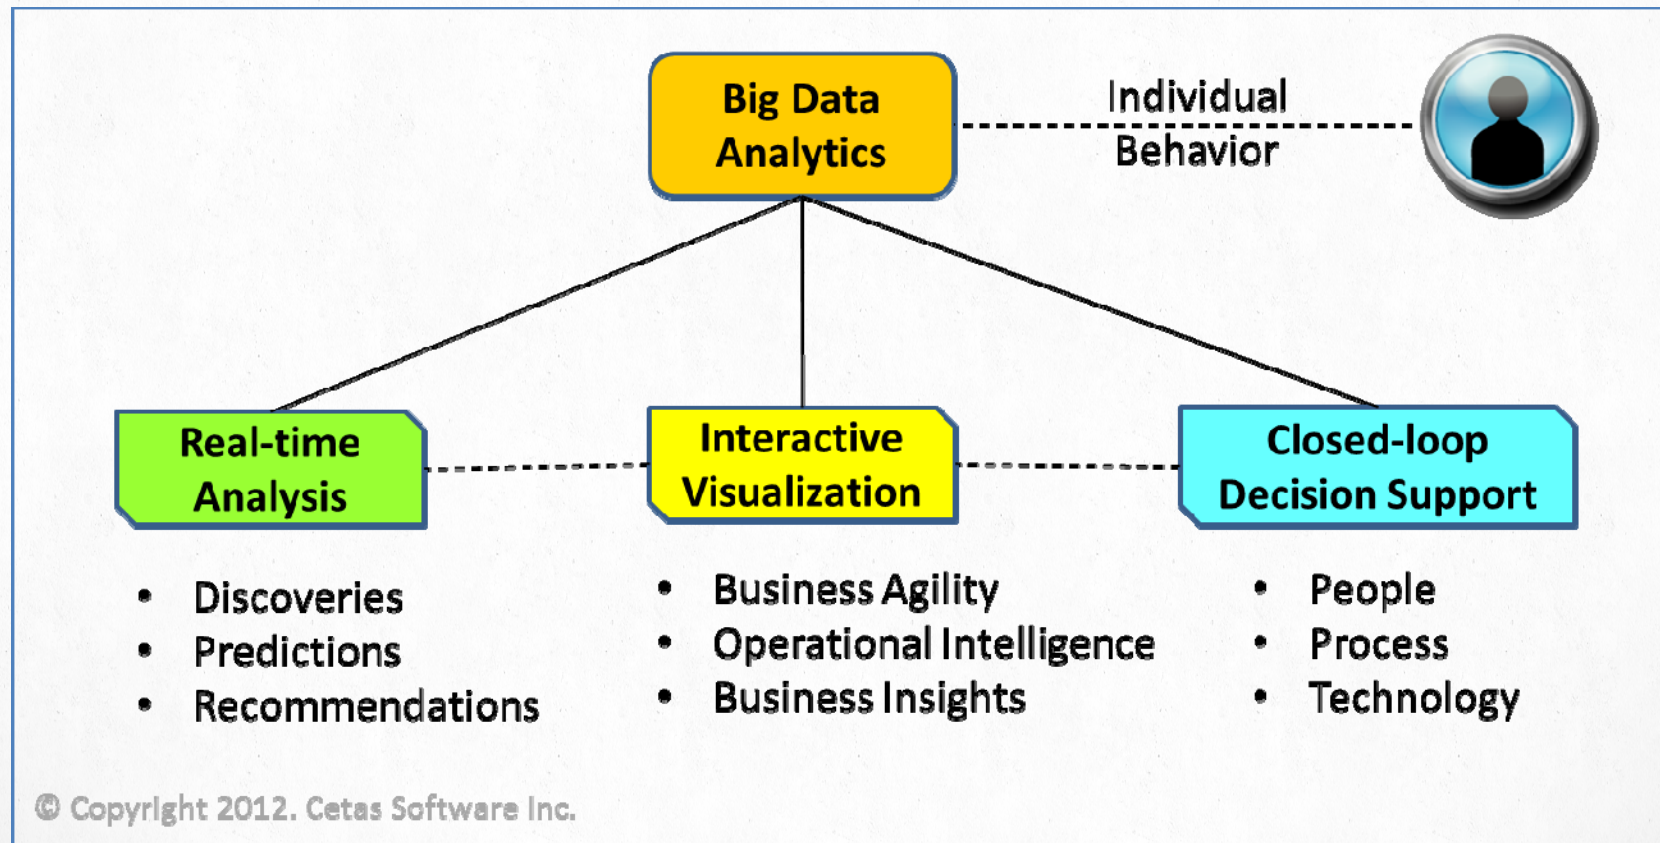 Big Data
Analytics
Individual
Behavior
Real-time
Analysis
Interactive
Visualization
Closed-loop
Decision Support
• Discoveries
• Predictions
• Recommendations
• Business Agility
• Operational Intelligence
• Business Insights
• People
• Process
• Technology
© Copyright 2012. Cetas Software Inc.